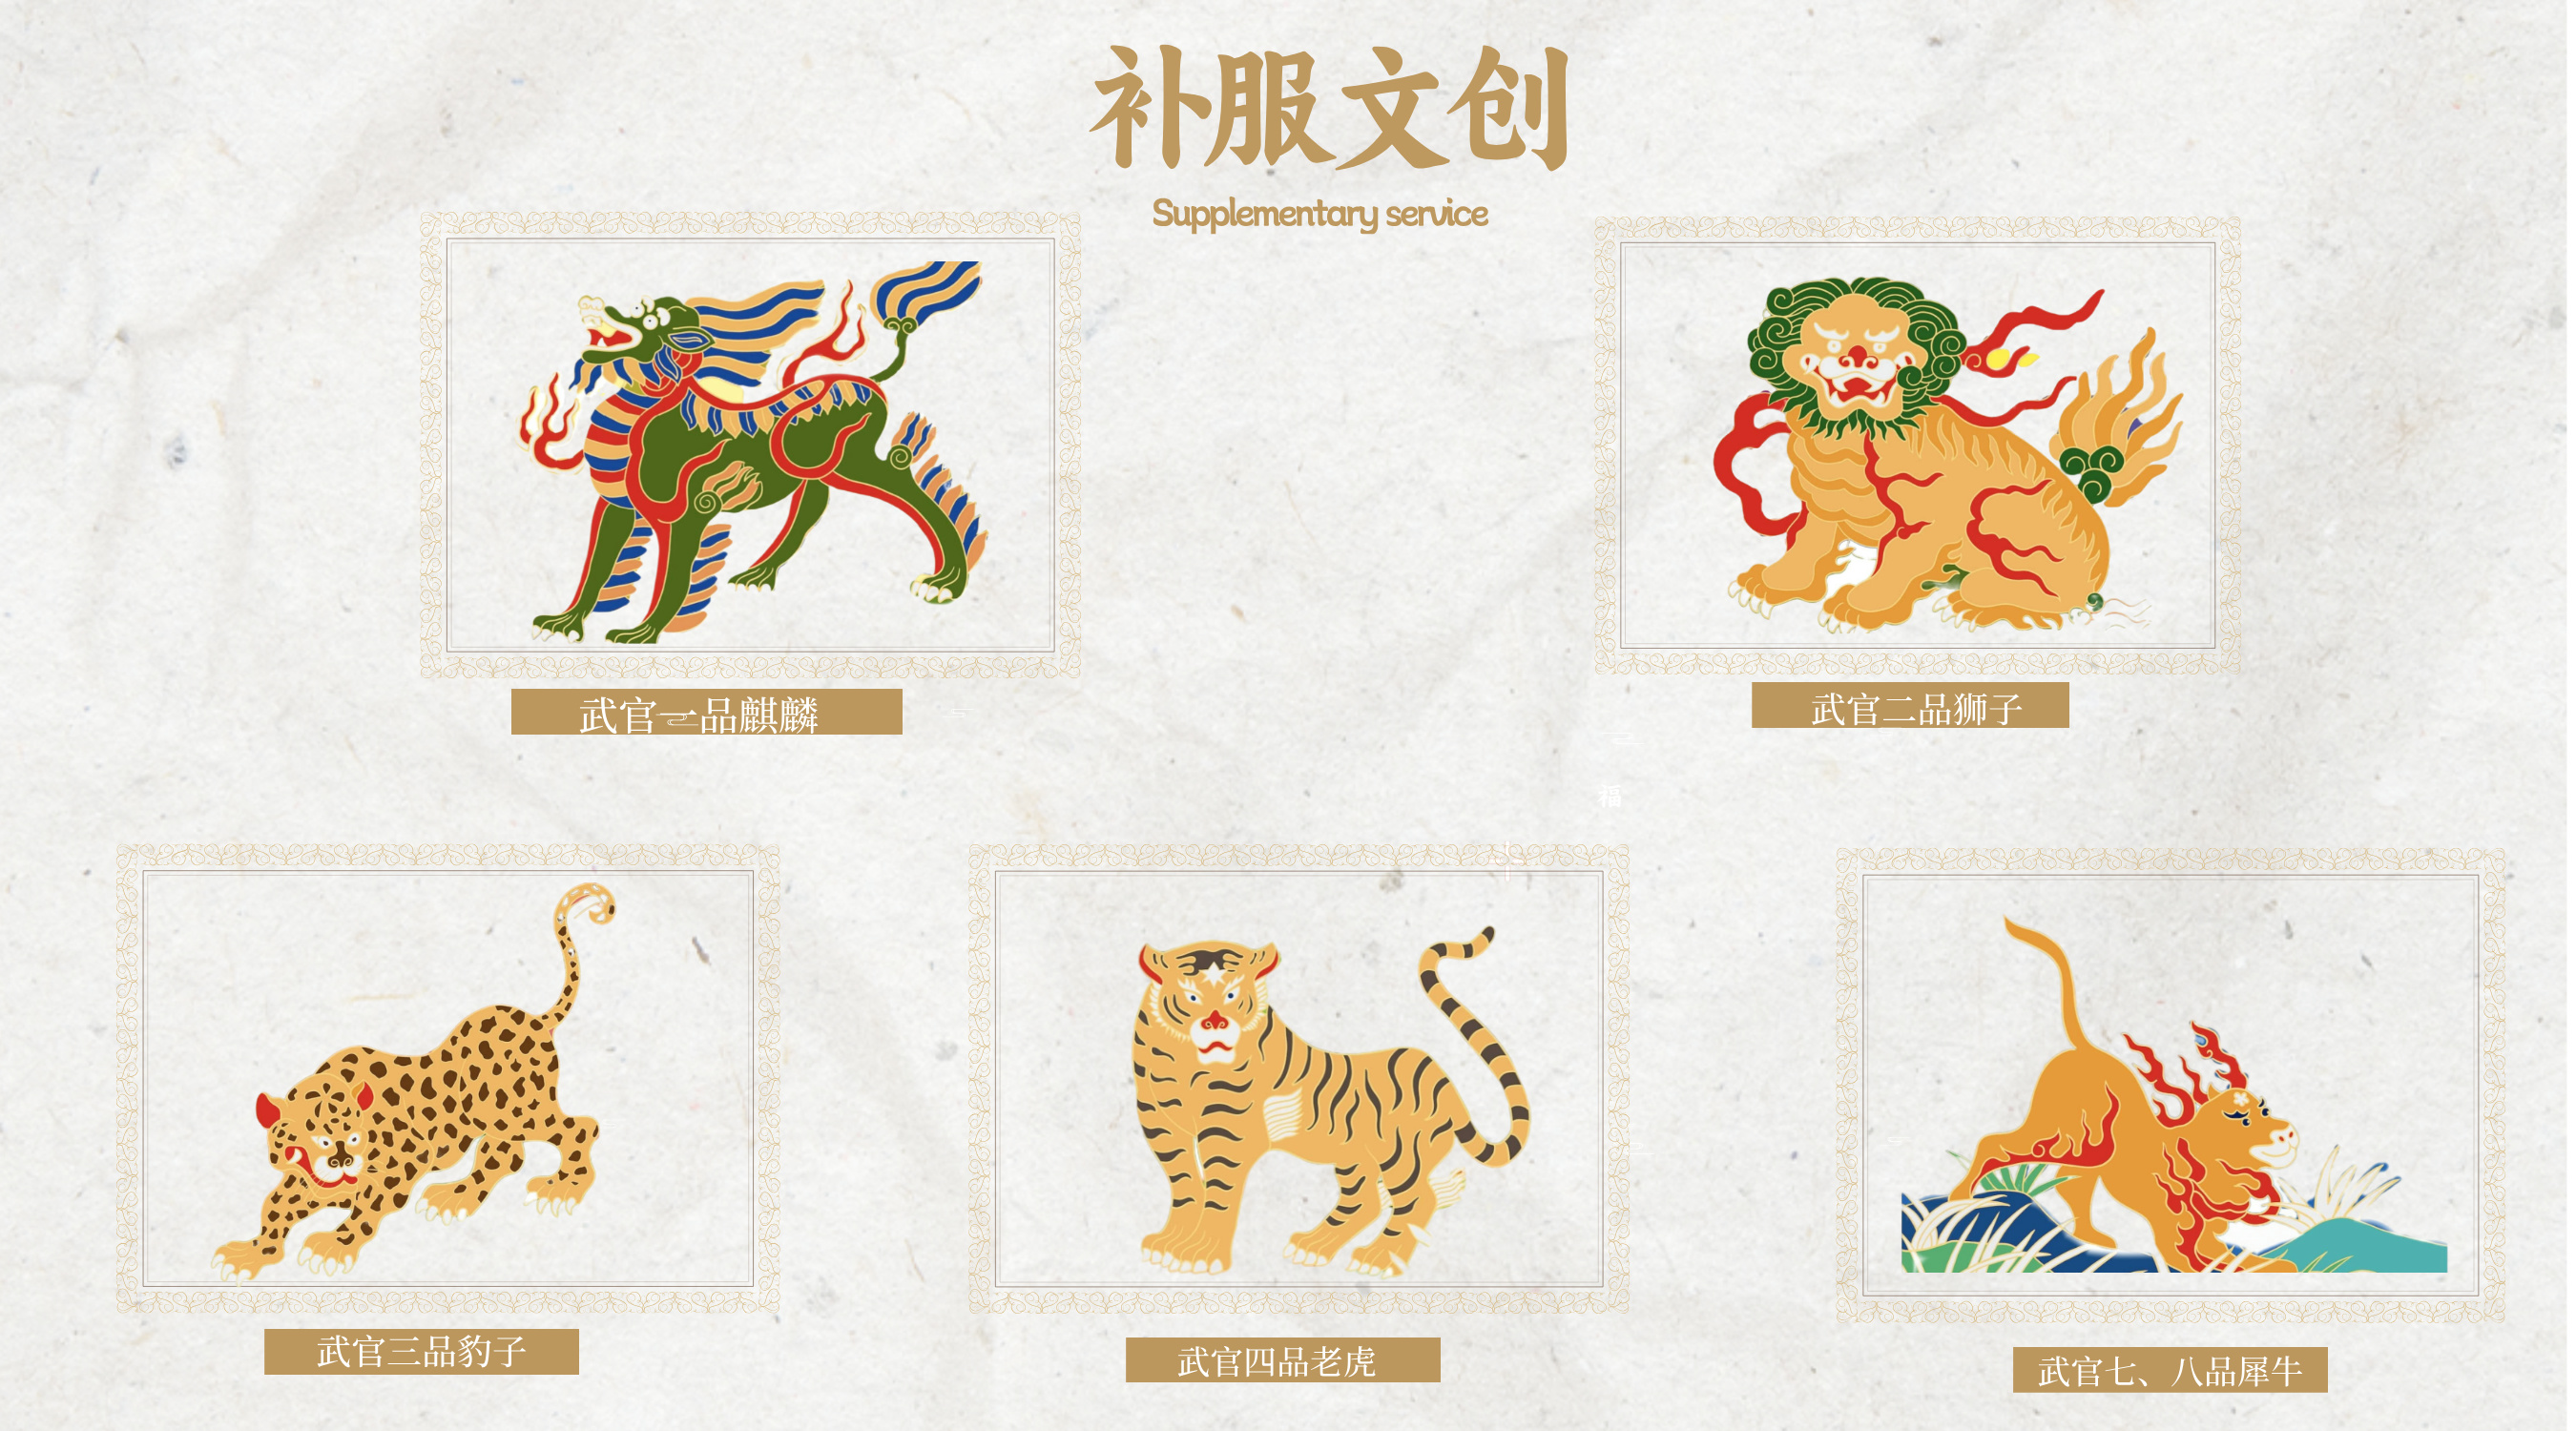 补服文创
Supplementary service
武官一品麒麟
武官二品狮子
福
武官三品豹子
武官四品老虎
武官七、八品犀牛